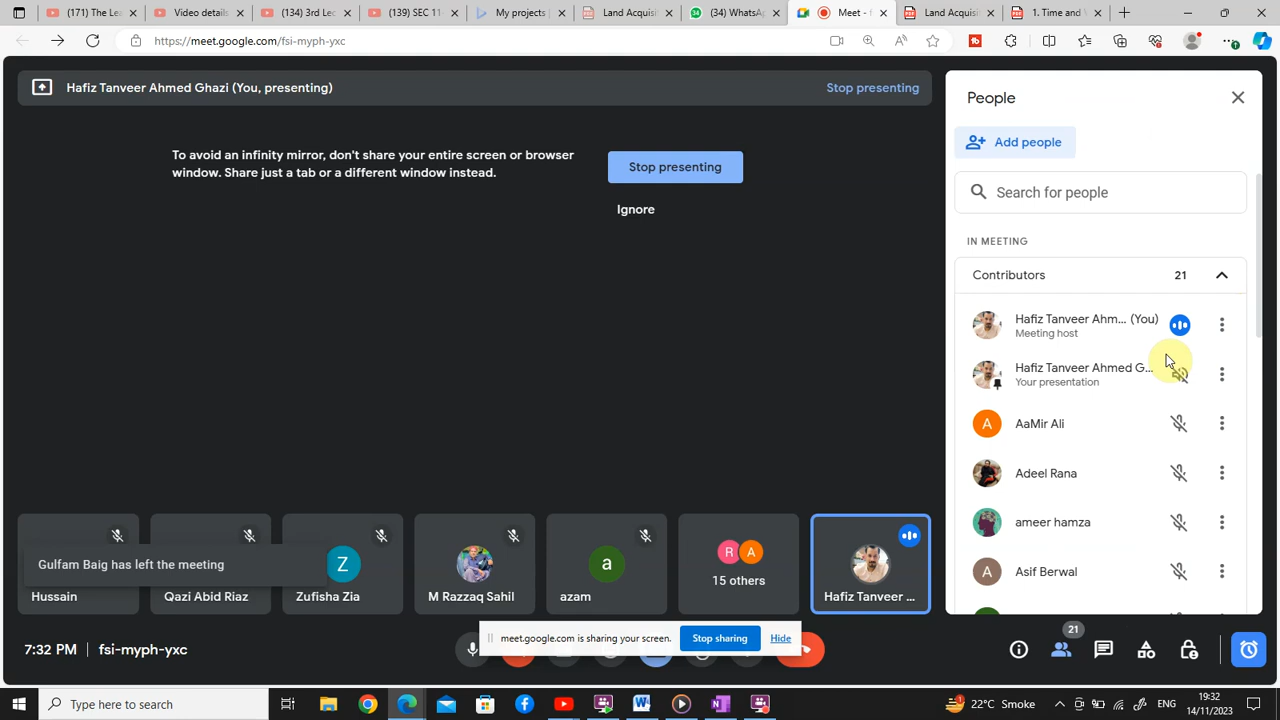 (171) The Le
Video details
(134) 3rd Lec
(139) SEC 11
My projects |
Land Acquisi
(34) WhatsA
Meet - f
Land Acquisi
1. Time and V
https://meet.google.com/fsi-myph-yxc
Hafiz Tanveer Ahmed Ghazi (You, presenting)
Stop presenting
To avoid an infinity mirror, don't share your entire screen or browser
window. Share just a tab or a different window instead.
Stop presenting
Ignore
People
Add people
Search for people
IN MEETING
Contributors
21
Hafiz Tanveer Ahm... (You)
Meeting host
Hafiz Tanveer Ahmed G...
Your presentation
A
AaMir Ali
Adeel Rana
ameer hamza
A
Asif Berwal
Gulfam Baig has left the meeting
Hussain
Qazi Abid Riaz
Z
Zufisha Zia
M Razzaq Sahil
a
azam
R
A
15 others
Hafiz Tanveer ...
meet.google.com is sharing your screen.
Stop sharing
Hide
7:32 PM
fsi-myph-yxc
21
Type here to search
22°C Smoke
ENG
19:32
14/11/2023